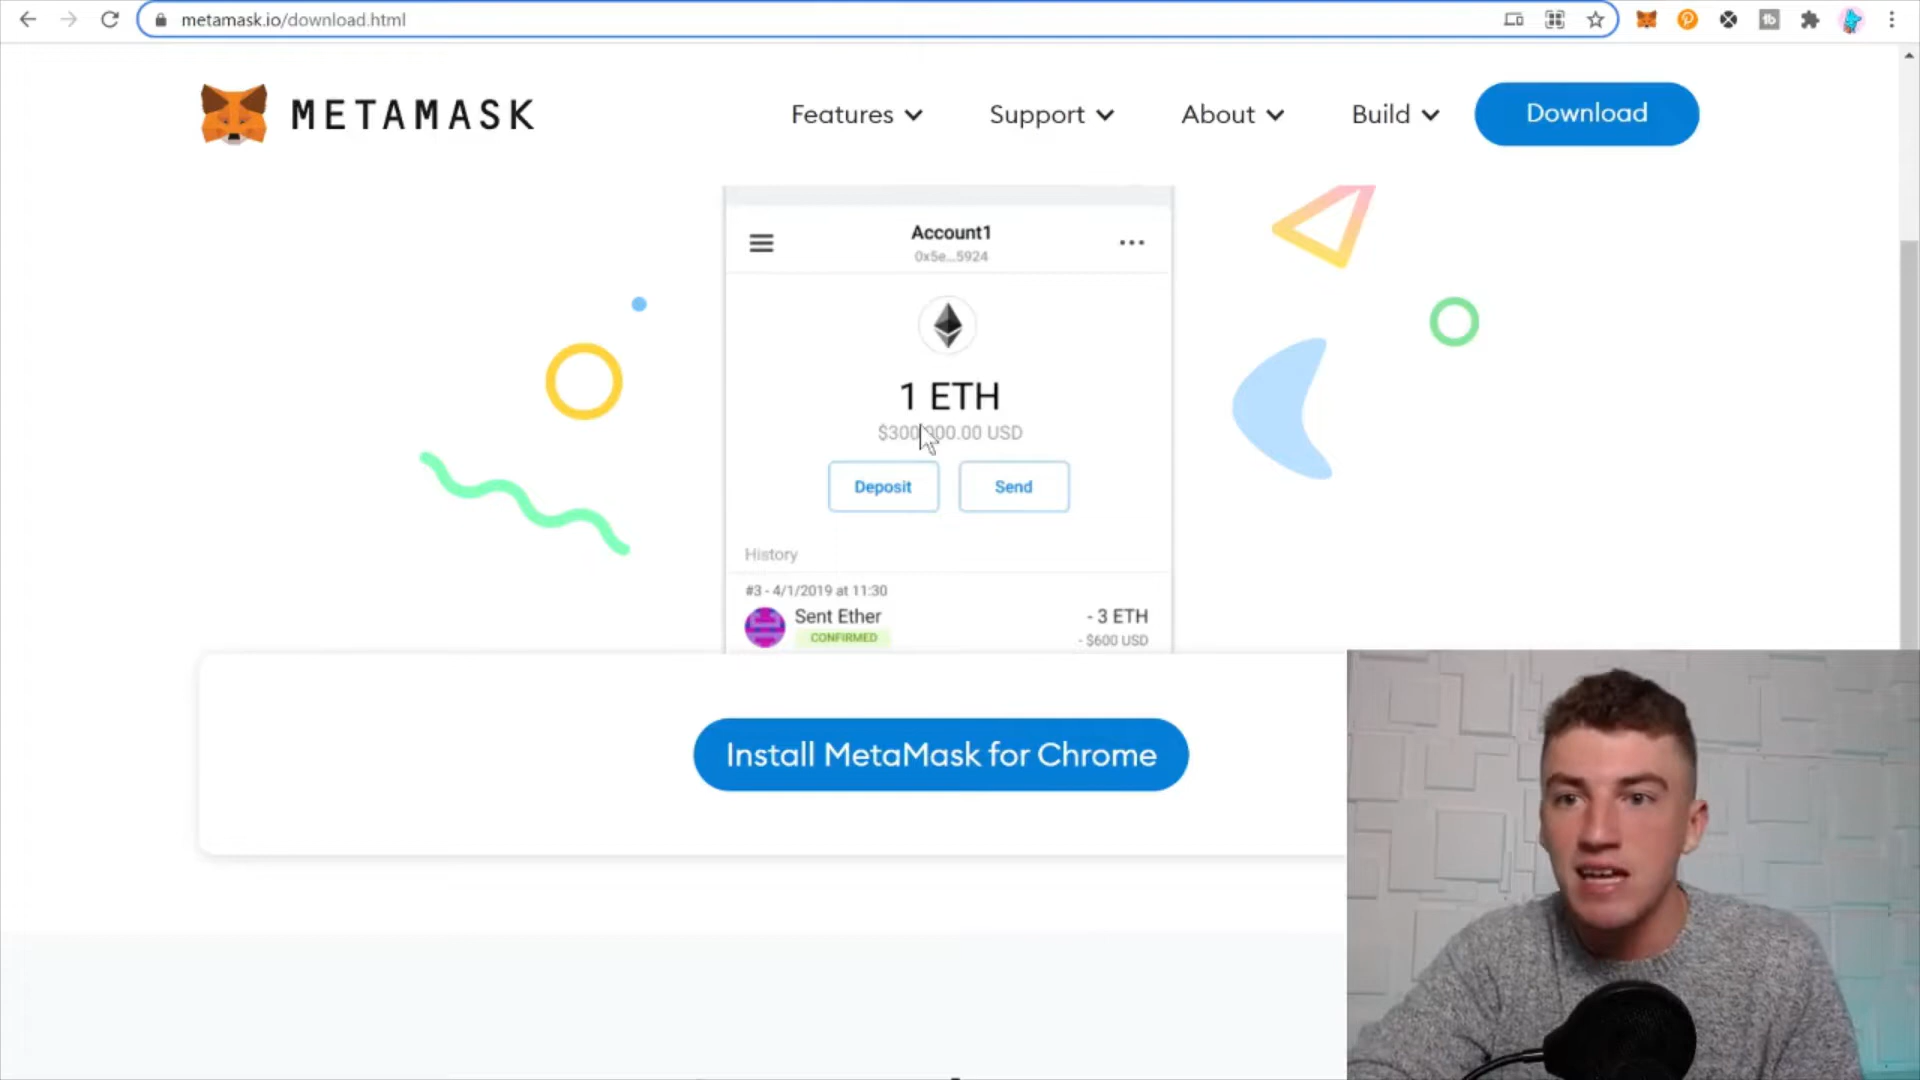 metamask.io/download.html
METAMASK
Features
Support
About
Build
Download
Account1
0x5e...5924
1 ETH
USD
Deposit
Send
History
#3 - 4/1/2019 at 11:30
Sent Ether
- 3 ETH
CONFIRMED
- $600 USD
Install MetaMask for Chrome